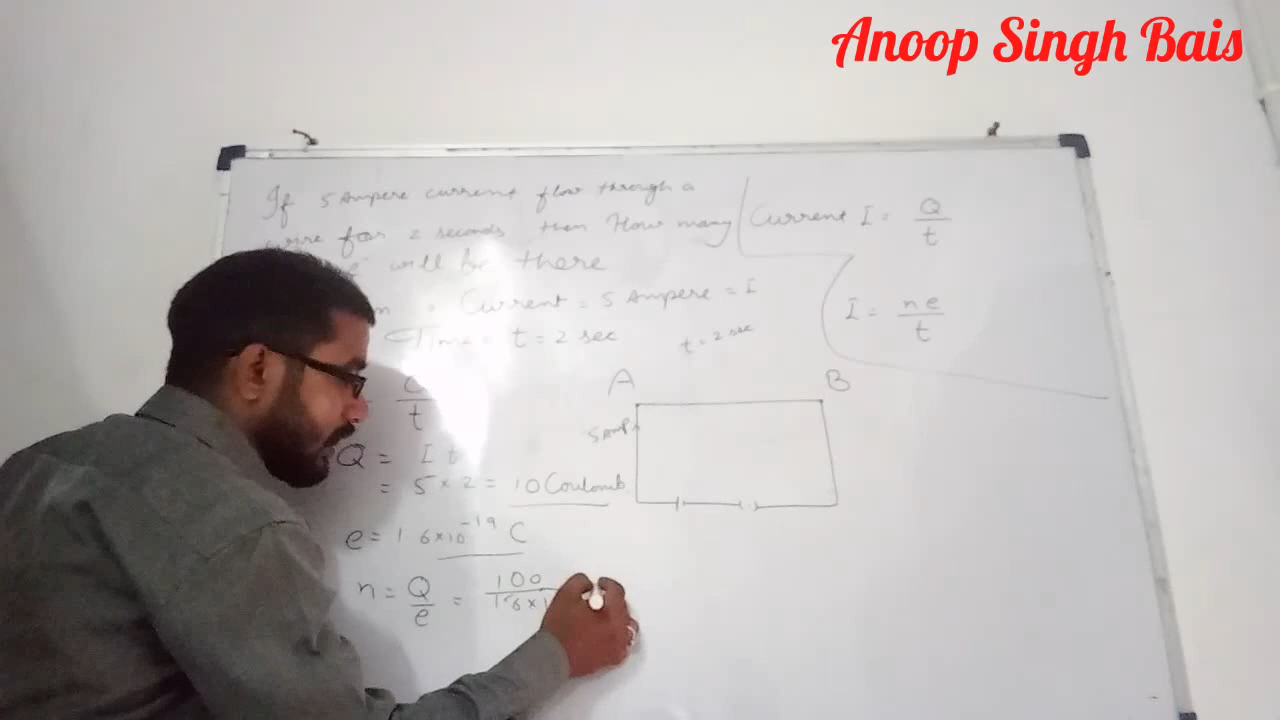 Anoop Singh Bais
If 5 Ampere current flow through a
wire for 2 seconds then How many
e⁻ will be there
Current I = Q/t
I = ne/t
Current = 5 Ampere = I
Time = t = 2 sec
t = 2 sec
A B
t
5 Amp
Q = I t
= 5 × 2 = 10 Coulomb
e = 1 6×10⁻¹⁹ C
n = Q/e = 100/16×1